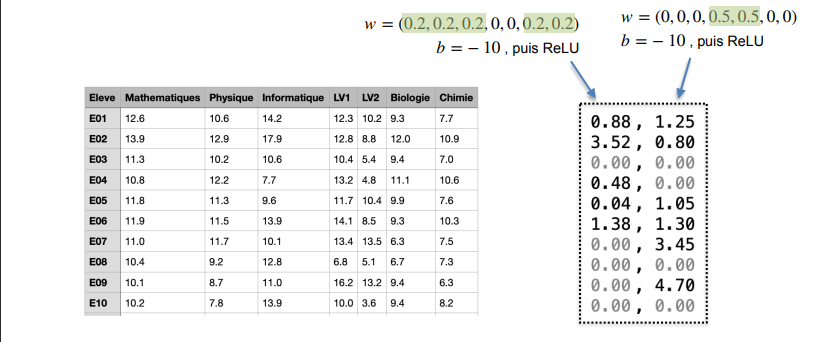 w = (0.2, 0.2, 0.2, 0, 0, 0.2, 0.2)
b = − 10 , puis ReLU
w = (0, 0, 0, 0.5, 0.5, 0, 0)
b = − 10 , puis ReLU
Eleve Mathematiques Physique Informatique LV1 LV2 Biologie Chimie
E01 12.6 10.6 14.2 12.3 10.2 9.3 7.7
E02 13.9 12.9 17.9 12.8 8.8 12.0 10.9
E03 11.3 10.2 10.6 10.4 5.4 9.4 7.0
E04 10.8 12.2 7.7 13.2 4.8 11.1 10.6
E05 11.8 11.3 9.6 11.7 10.4 9.9 7.6
E06 11.9 11.5 13.9 14.1 8.5 9.3 10.3
E07 11.0 11.7 10.1 13.4 13.5 6.3 7.5
E08 10.4 9.2 12.8 6.8 5.1 6.7 7.3
E09 10.1 8.7 11.0 16.2 13.2 9.4 6.3
E10 10.2 7.8 13.9 10.0 3.6 9.4 8.2
0.88, 1.25
3.52, 0.80
0.00, 0.00
0.48, 0.00
0.04, 1.05
1.38, 1.30
0.00, 3.45
0.00, 0.00
0.00, 4.70
0.00, 0.00